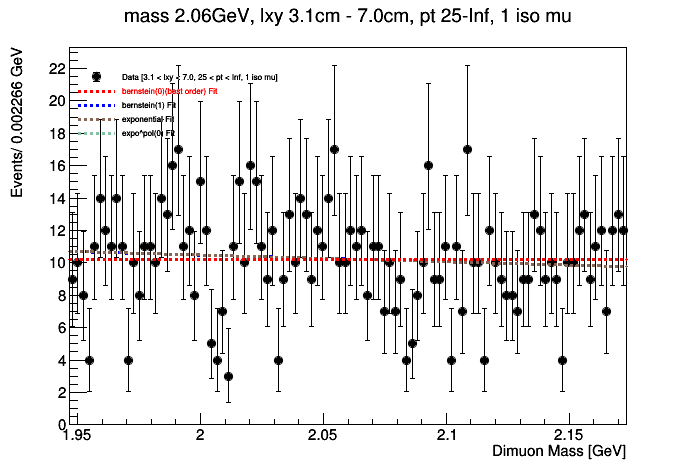 mass 2.06GeV, lxy 3.1cm - 7.0cm, pt 25-Inf, 1 iso mu
Events/ 0.002266 GeV
22
20
18
16
14
12
10
8
6
4
2
0
Data [3.1 < lxy < 7.0, 25 < pt < Inf, 1 iso mu]
bernstein(0)(best order) Fit
bernstein(1) Fit
exponential Fit
expo*pol(0) Fit
1.95 2 2.05 2.1 2.15
Dimuon Mass [GeV]